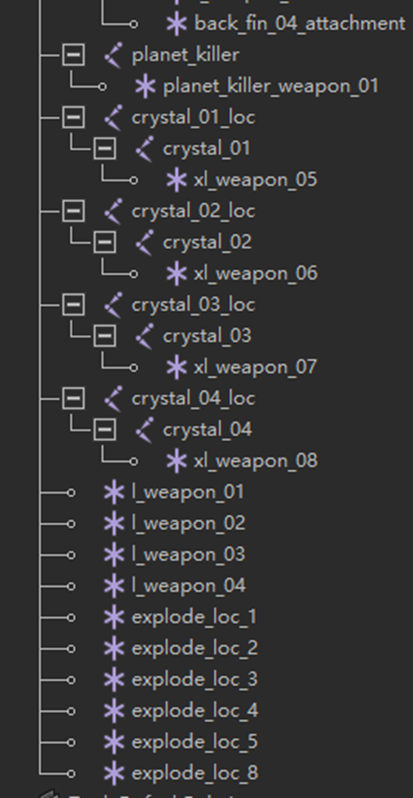 back_fin_04_attachment
planet_killer
planet_killer_weapon_01
crystal_01_loc
crystal_01
xl_weapon_05
crystal_02_loc
crystal_02
xl_weapon_06
crystal_03_loc
crystal_03
xl_weapon_07
crystal_04_loc
crystal_04
xl_weapon_08
l_weapon_01
l_weapon_02
l_weapon_03
l_weapon_04
explode_loc_1
explode_loc_2
explode_loc_3
explode_loc_4
explode_loc_5
explode_loc_8